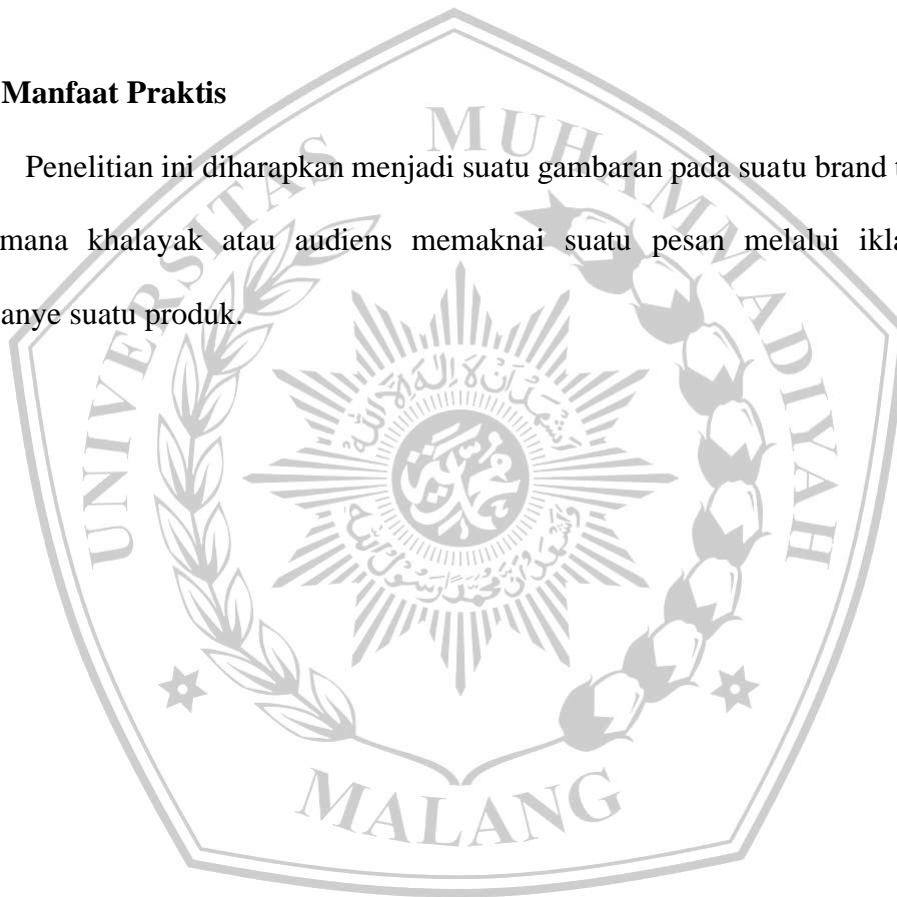 Manfaat Praktis
Penelitian ini diharapkan menjadi suatu gambaran pada suatu brand
mana khalayak atau audiens memaknai suatu pesan melalui
anye suatu produk.
UNIVERSITAS MUHAMMADIYAH
MALANG